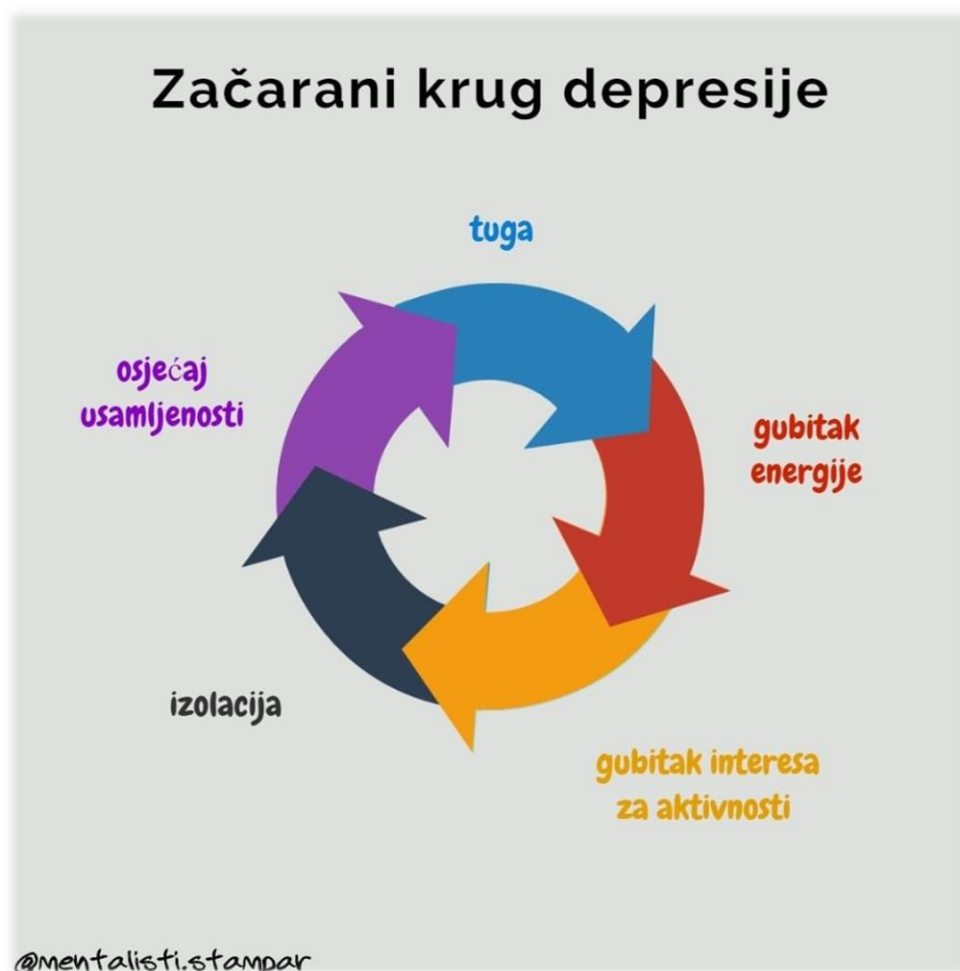 Začarani krug depresije
tuga
gubitak
energije
gubitak interesa
za aktivnosti
izolacija
osjećaj
usamljenosti
@mentalisti.stampar